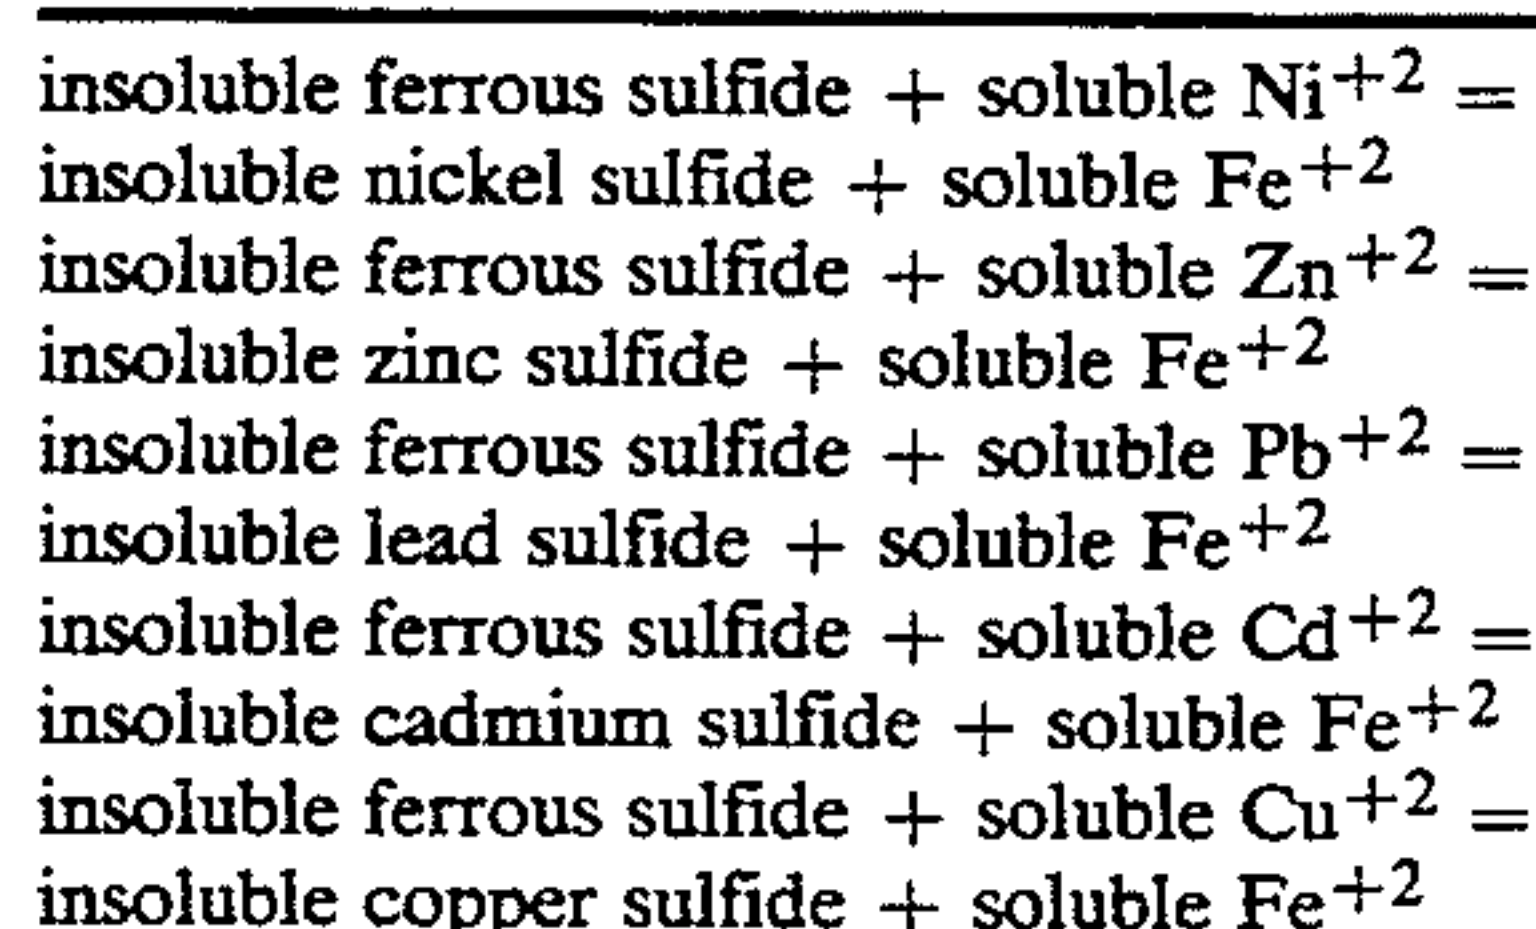 insoluble ferrous sulfide + soluble Ni+2 =
insoluble nickel sulfide + soluble Fe+2
insoluble ferrous sulfide + soluble Zn+2 =
insoluble zinc sulfide + soluble Fe+2
insoluble ferrous sulfide + soluble Pb+2 =
insoluble lead sulfide + soluble Fe+2
insoluble ferrous sulfide + soluble Cd+2 =
insoluble cadmium sulfide + soluble Fe+2
insoluble ferrous sulfide + soluble Cu+2 =
insoluble copper sulfide + soluble Fe+2